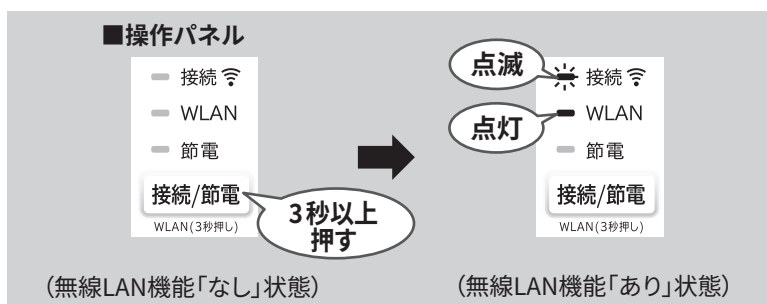 ■操作パネル
接続
WLAN
節電
接続/節電
WLAN(3秒押し)
3秒以上
押す
(無線LAN機能「なし」状態)
点滅
接続
点灯
WLAN
節電
接続/節電
WLAN(3秒押し)
(無線LAN機能「あり」状態)